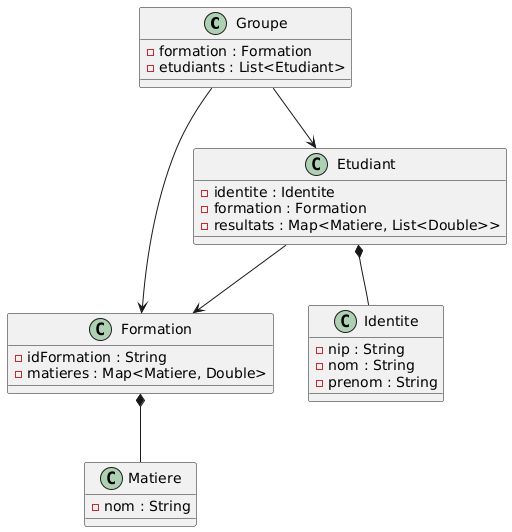 C Groupe
formation : Formation
etudiants : List<Etudiant>
C Etudiant
identite : Identite
formation : Formation
resultats : Map<Matiere, List<Double>>
C Formation
idFormation : String
matieres : Map<Matiere, Double>
C Identite
nip : String
nom : String
prenom : String
C Matiere
nom : String